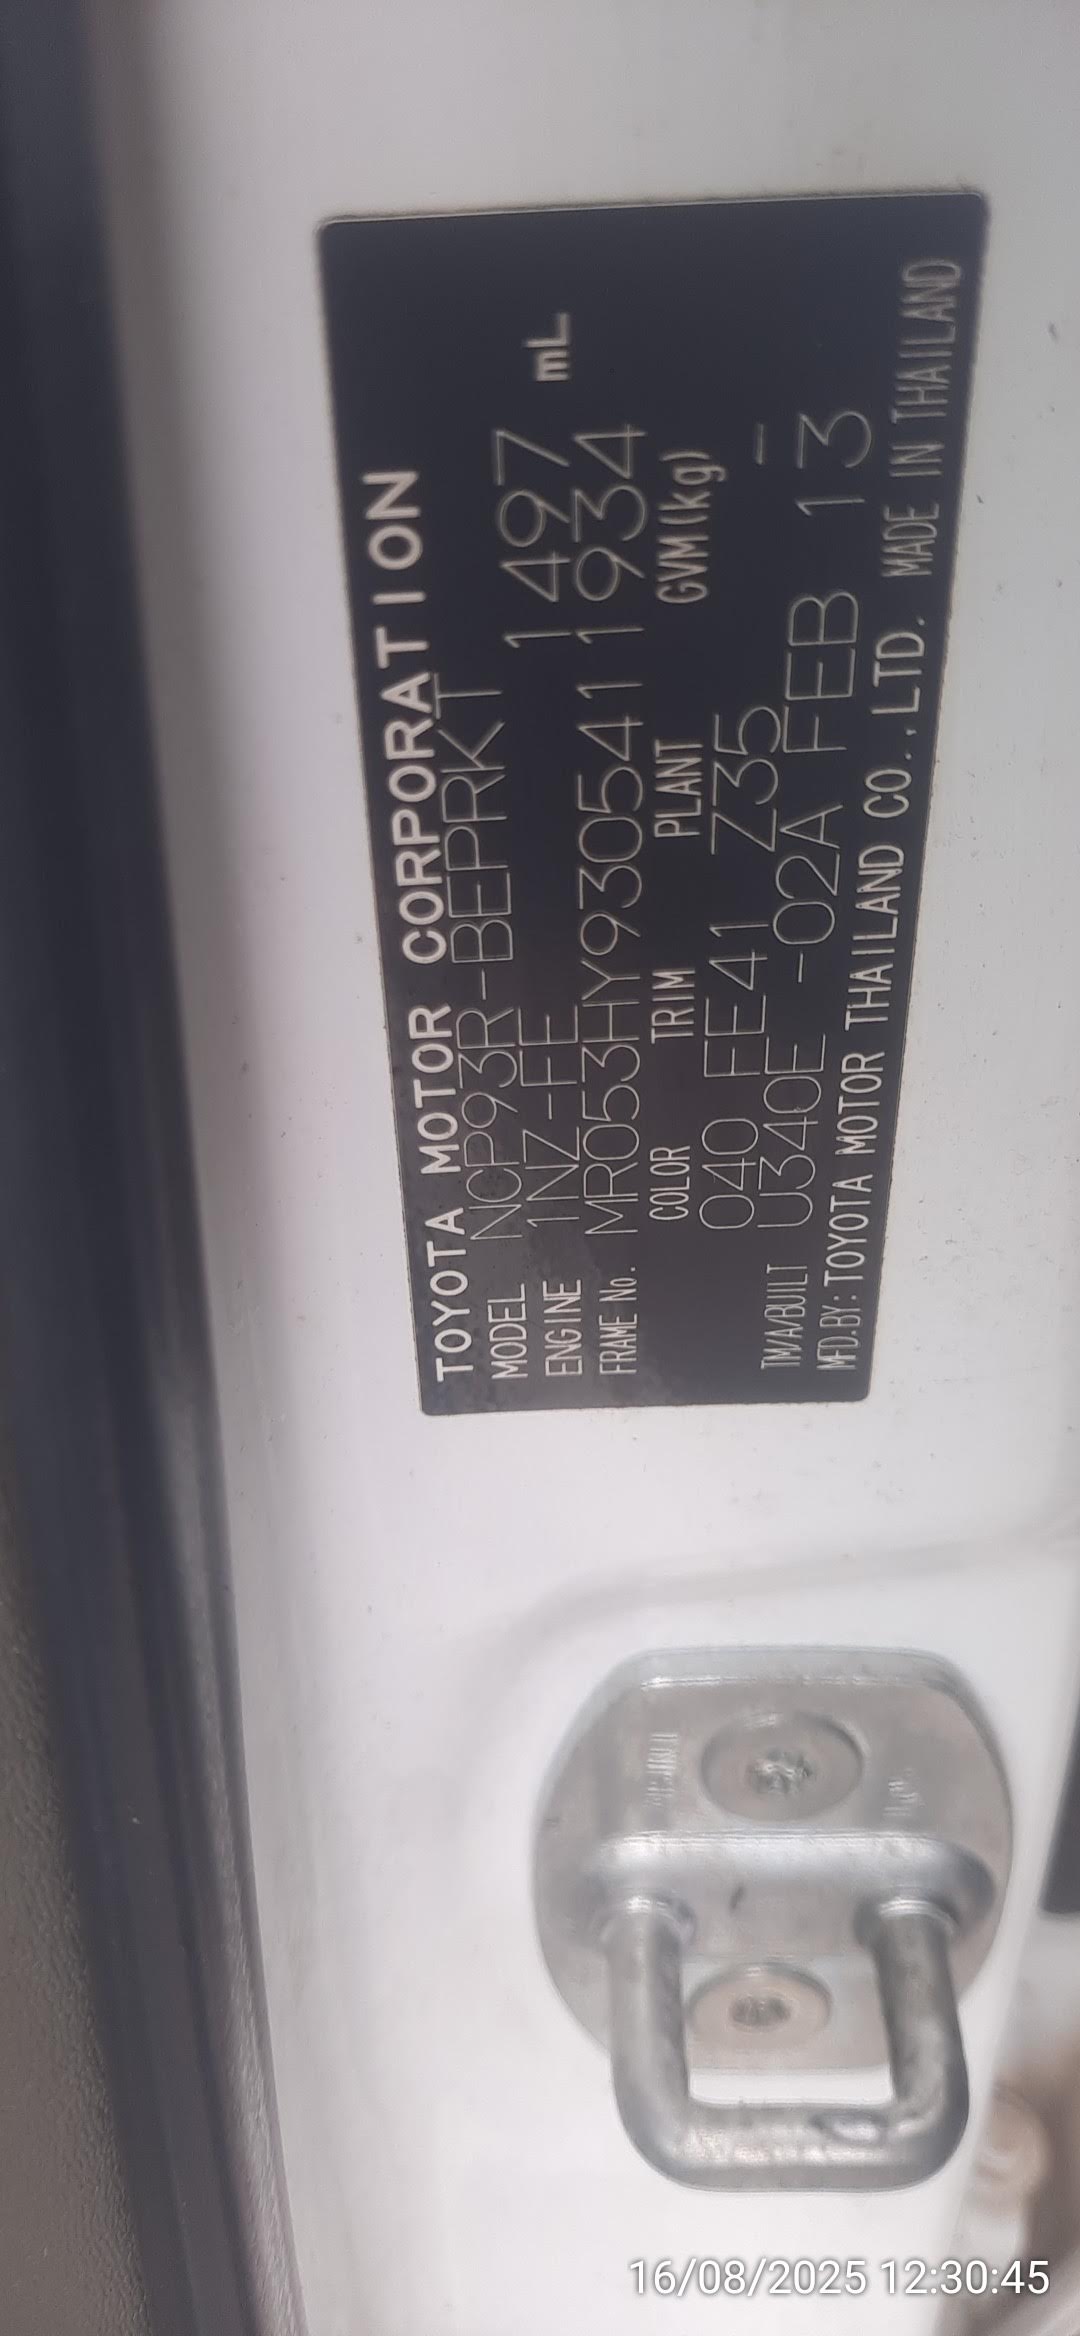 TOYOTA MOTOR CORPORATION
MODEL NCP93R-BEPRKT
ENGINE 1NZ-FE 1497 mL
FRAME No. MR053HY9305411934
COLOR TRIM PLANT GVM(kg)
040 FE41 Z35 –
TM/A/BUILT U340E -02A FEB 13
MFD.BY:TOYOTA MOTOR THAILAND CO.,LTD. MADE IN THAILAND
16/08/2025 12:30:45